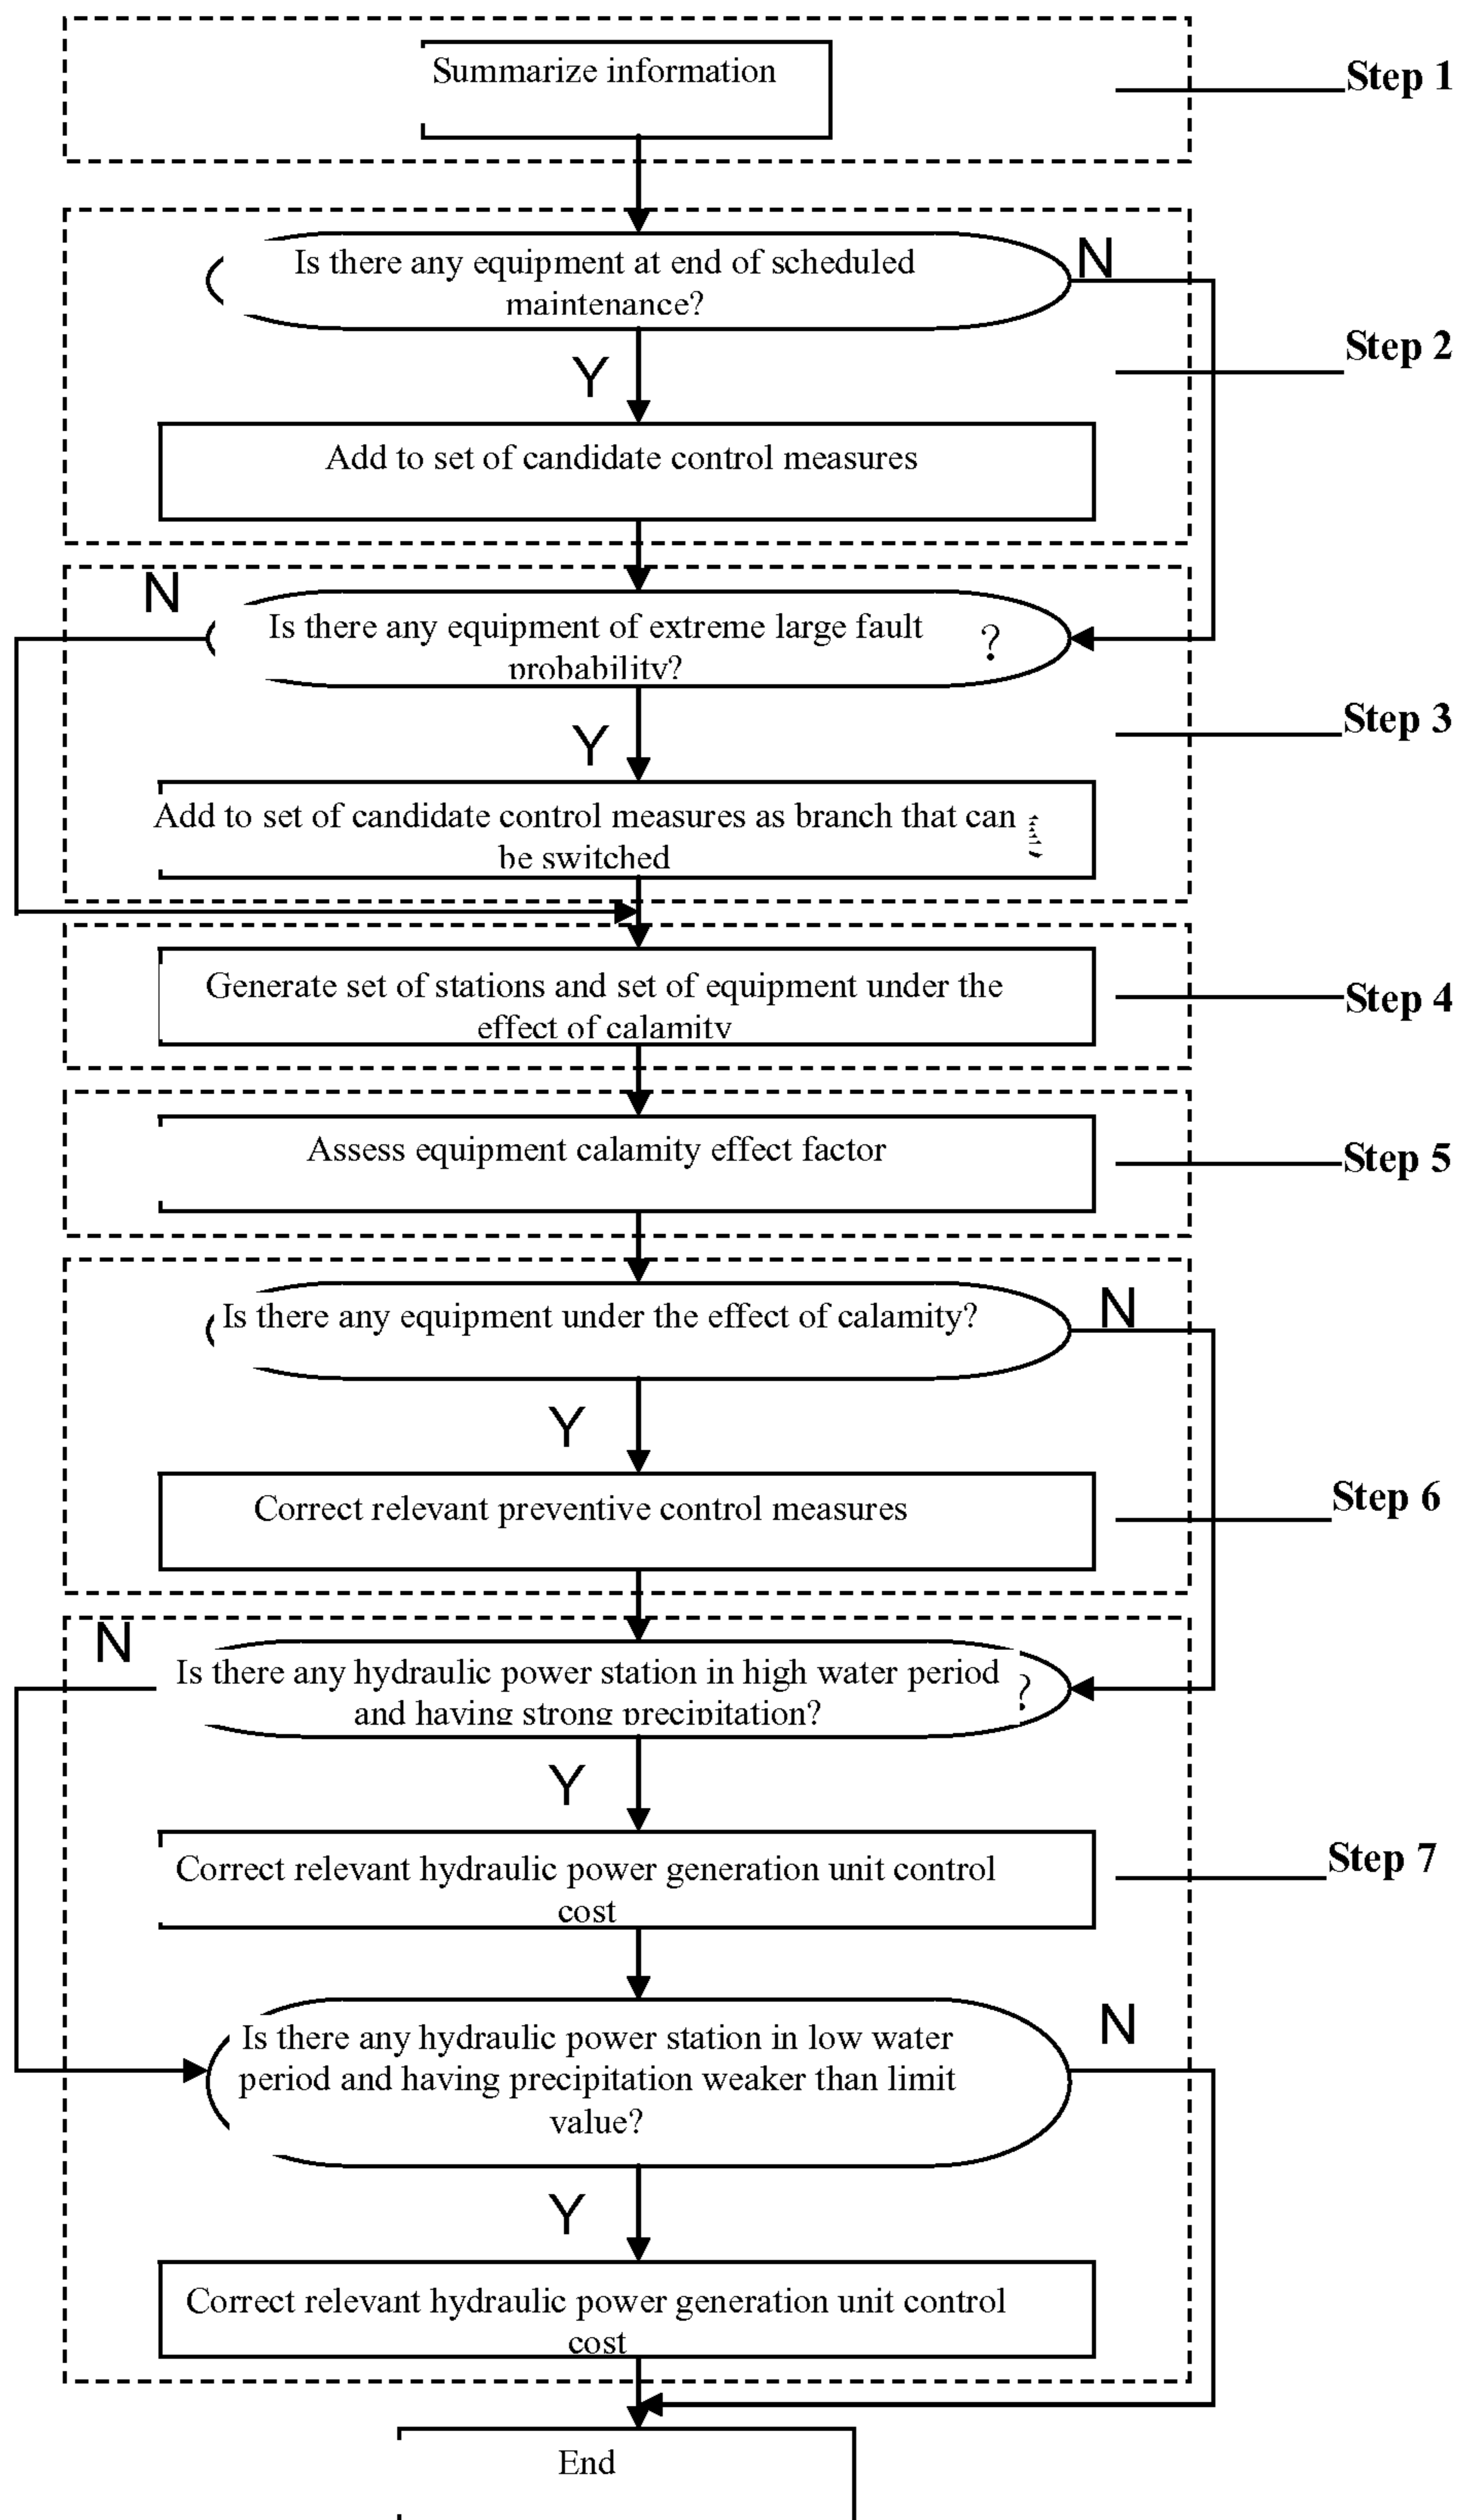 Summarize information
Step 1
Is there any equipment at end of scheduled
maintenance?
N
Step 2
Y
Add to set of candidate control measures
N
Is there any equipment of extreme large fault
probability?
?
Step 3
Y
Add to set of candidate control measures as branch that can
be switched
Generate set of stations and set of equipment under the
effect of calamity
Step 4
Assess equipment calamity effect factor
Step 5
Is there any equipment under the effect of calamity?
N
Y
Correct relevant preventive control measures
Step 6
N
Is there any hydraulic power station in high water period
and having strong precipitation?
?
Y
Correct relevant hydraulic power generation unit control
cost
Step 7
Is there any hydraulic power station in low water
period and having precipitation weaker than limit
value?
N
Y
Correct relevant hydraulic power generation unit control
cost
End